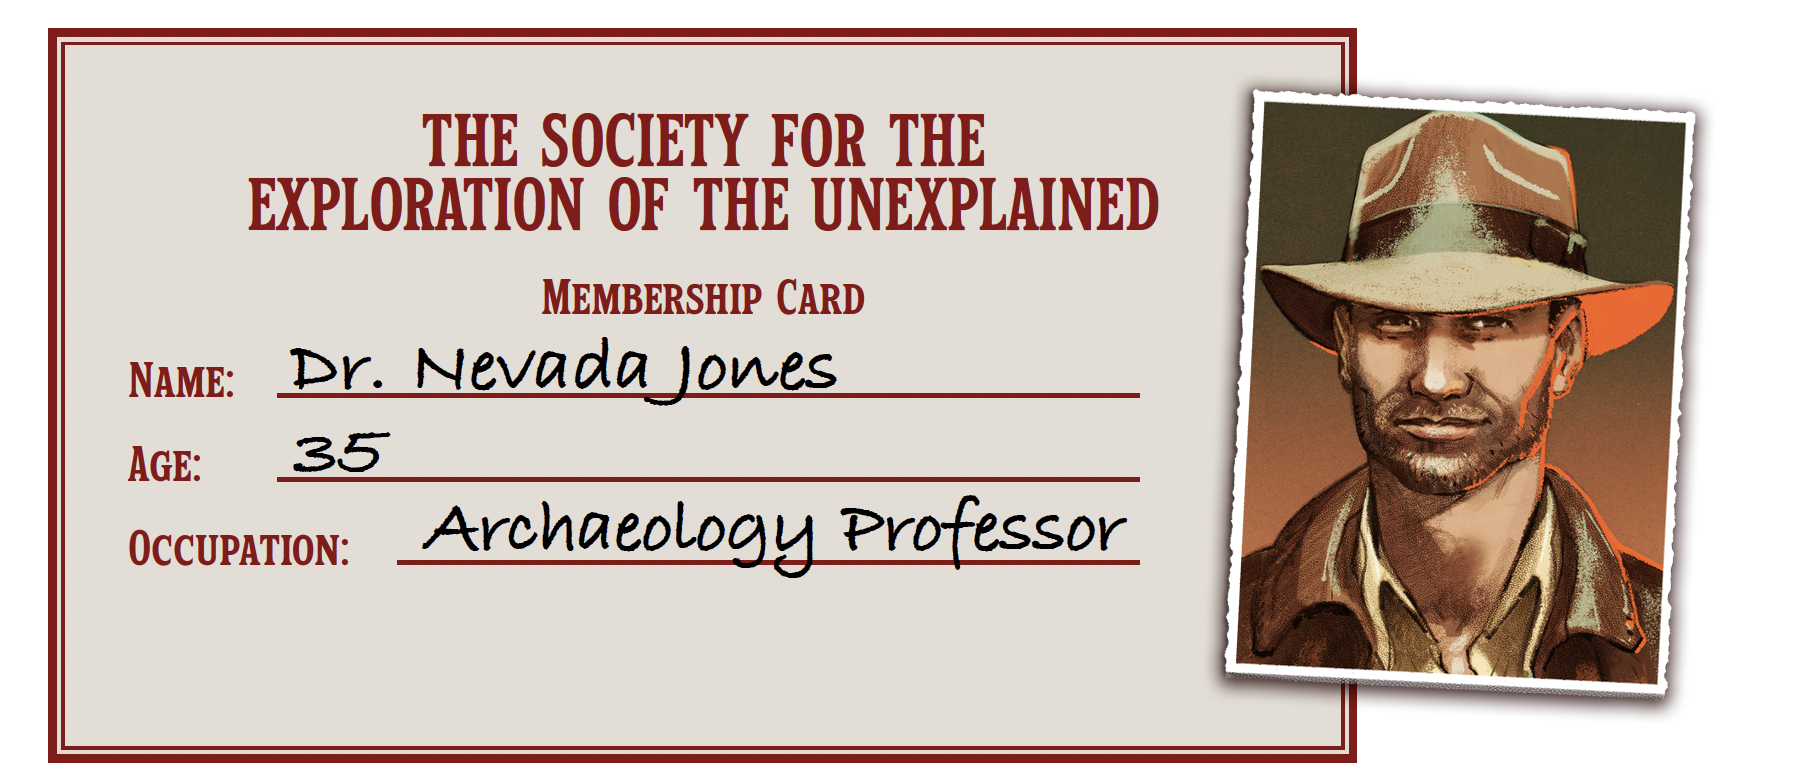 THE SOCIETY FOR THE
EXPLORATION OF THE UNEXPLAINED
MEMBERSHIP CARD
NAME: Dr. Nevada Jones
AGE: 35
OCCUPATION: Archaeology Professor